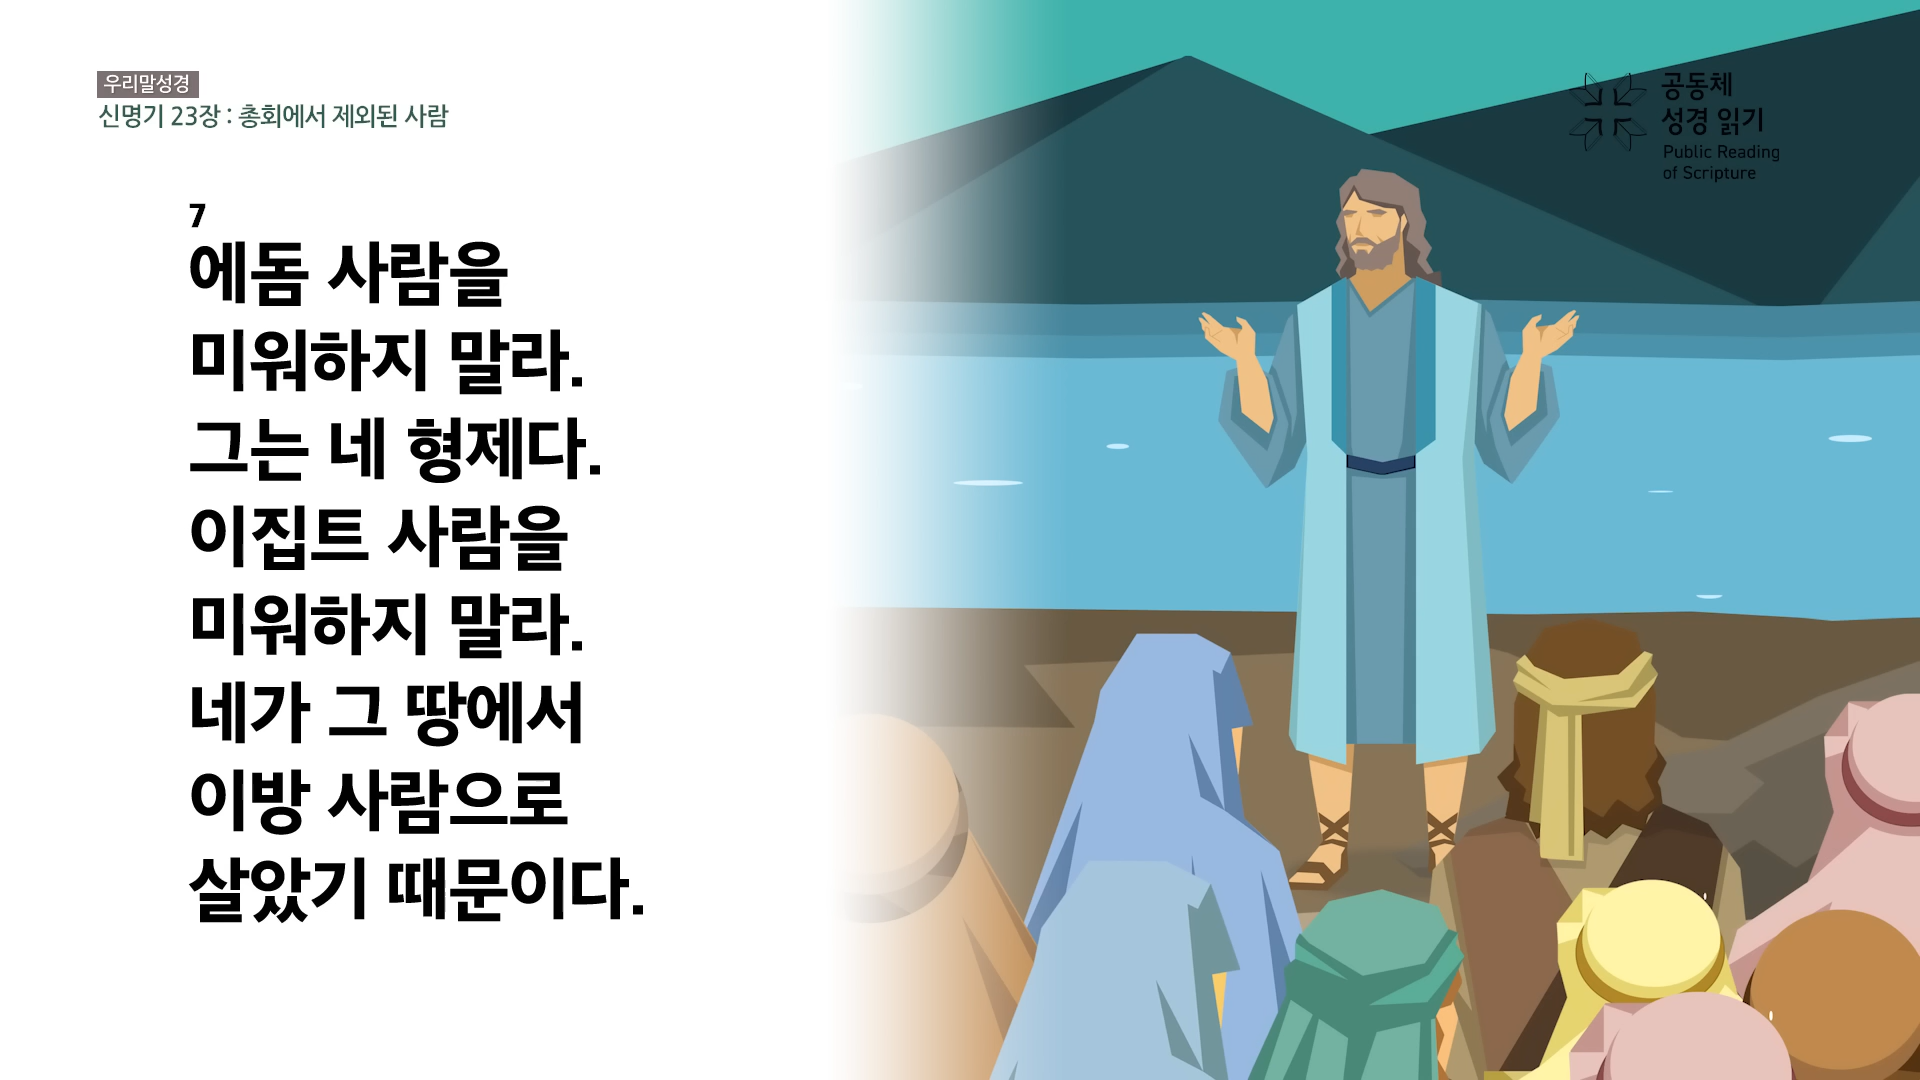 우리말성경
신명기 23장 : 총회에서 제외된 사람
7
에돔 사람을
미워하지 말라.
그는 네 형제다.
이집트 사람을
미워하지 말라.
네가 그 땅에서
이방 사람으로
살았기 때문이다.
공동체
성경 읽기
Public Reading
of Scripture